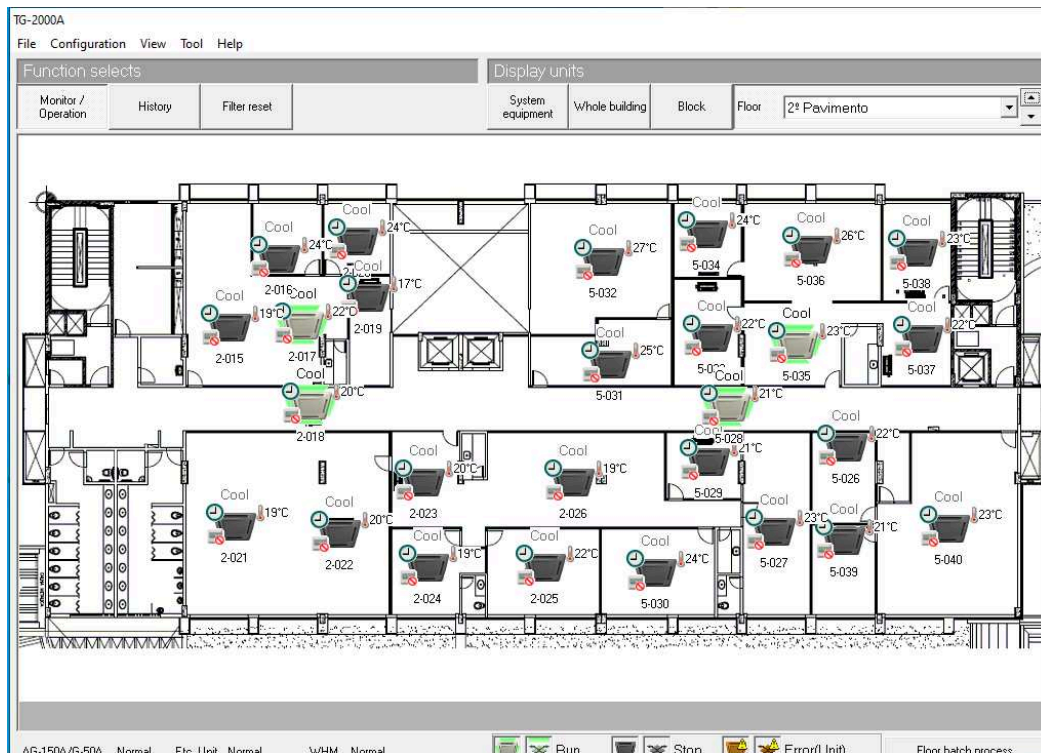 TG-2000A
File Configuration View Tool Help
Function selects
Display units
Monitor / Operation
History
Filter reset
System equipment
Whole building
Block
Floor
2º Pavimento
Cool
24°C
2-016
Cool
24°C
Cool
17°C
2-019
Cool
19°C
2-015
Cool
22°C
2-017
Cool
20°C
2-018
Cool
27°C
5-032
Cool
24°C
5-034
Cool
26°C
5-036
Cool
23°C
5-038
Cool
25°C
5-031
Cool
22°C
Cool
23°C
5-035
Cool
22°C
5-037
Cool
21°C
5-028
Cool
19°C
2-021
Cool
20°C
2-022
Cool
20°C
2-023
Cool
19°C
2-026
Cool
21°C
5-029
Cool
22°C
5-026
Cool
19°C
2-024
Cool
22°C
2-025
Cool
24°C
5-030
Cool
23°C
5-027
Cool
21°C
5-039
Cool
23°C
5-040
AG-150A/G-50A Normal Etc. Unit Normal WHM Normal
Run
Stop
Error(Unit)
Floor batch process